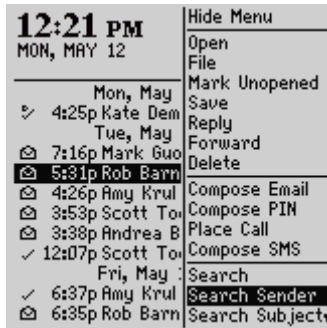 12:21 PM
MON, MAY 12
Mon, May
4:25p Kate Dem
Tue, May
7:16p Mark Guo
5:31p Rob Barn
4:26p Amy Krul
3:53p Scott To
3:38p Andrea B
12:07p Scott To
Fri, May
6:37p Amy Krul
6:35p Rob Barn
Hide Menu
Open
File
Mark Unopened
Save
Reply
Forward
Delete
Compose Email
Compose PIN
Place Call
Compose SMS
Search
Search Sender
Search Subject